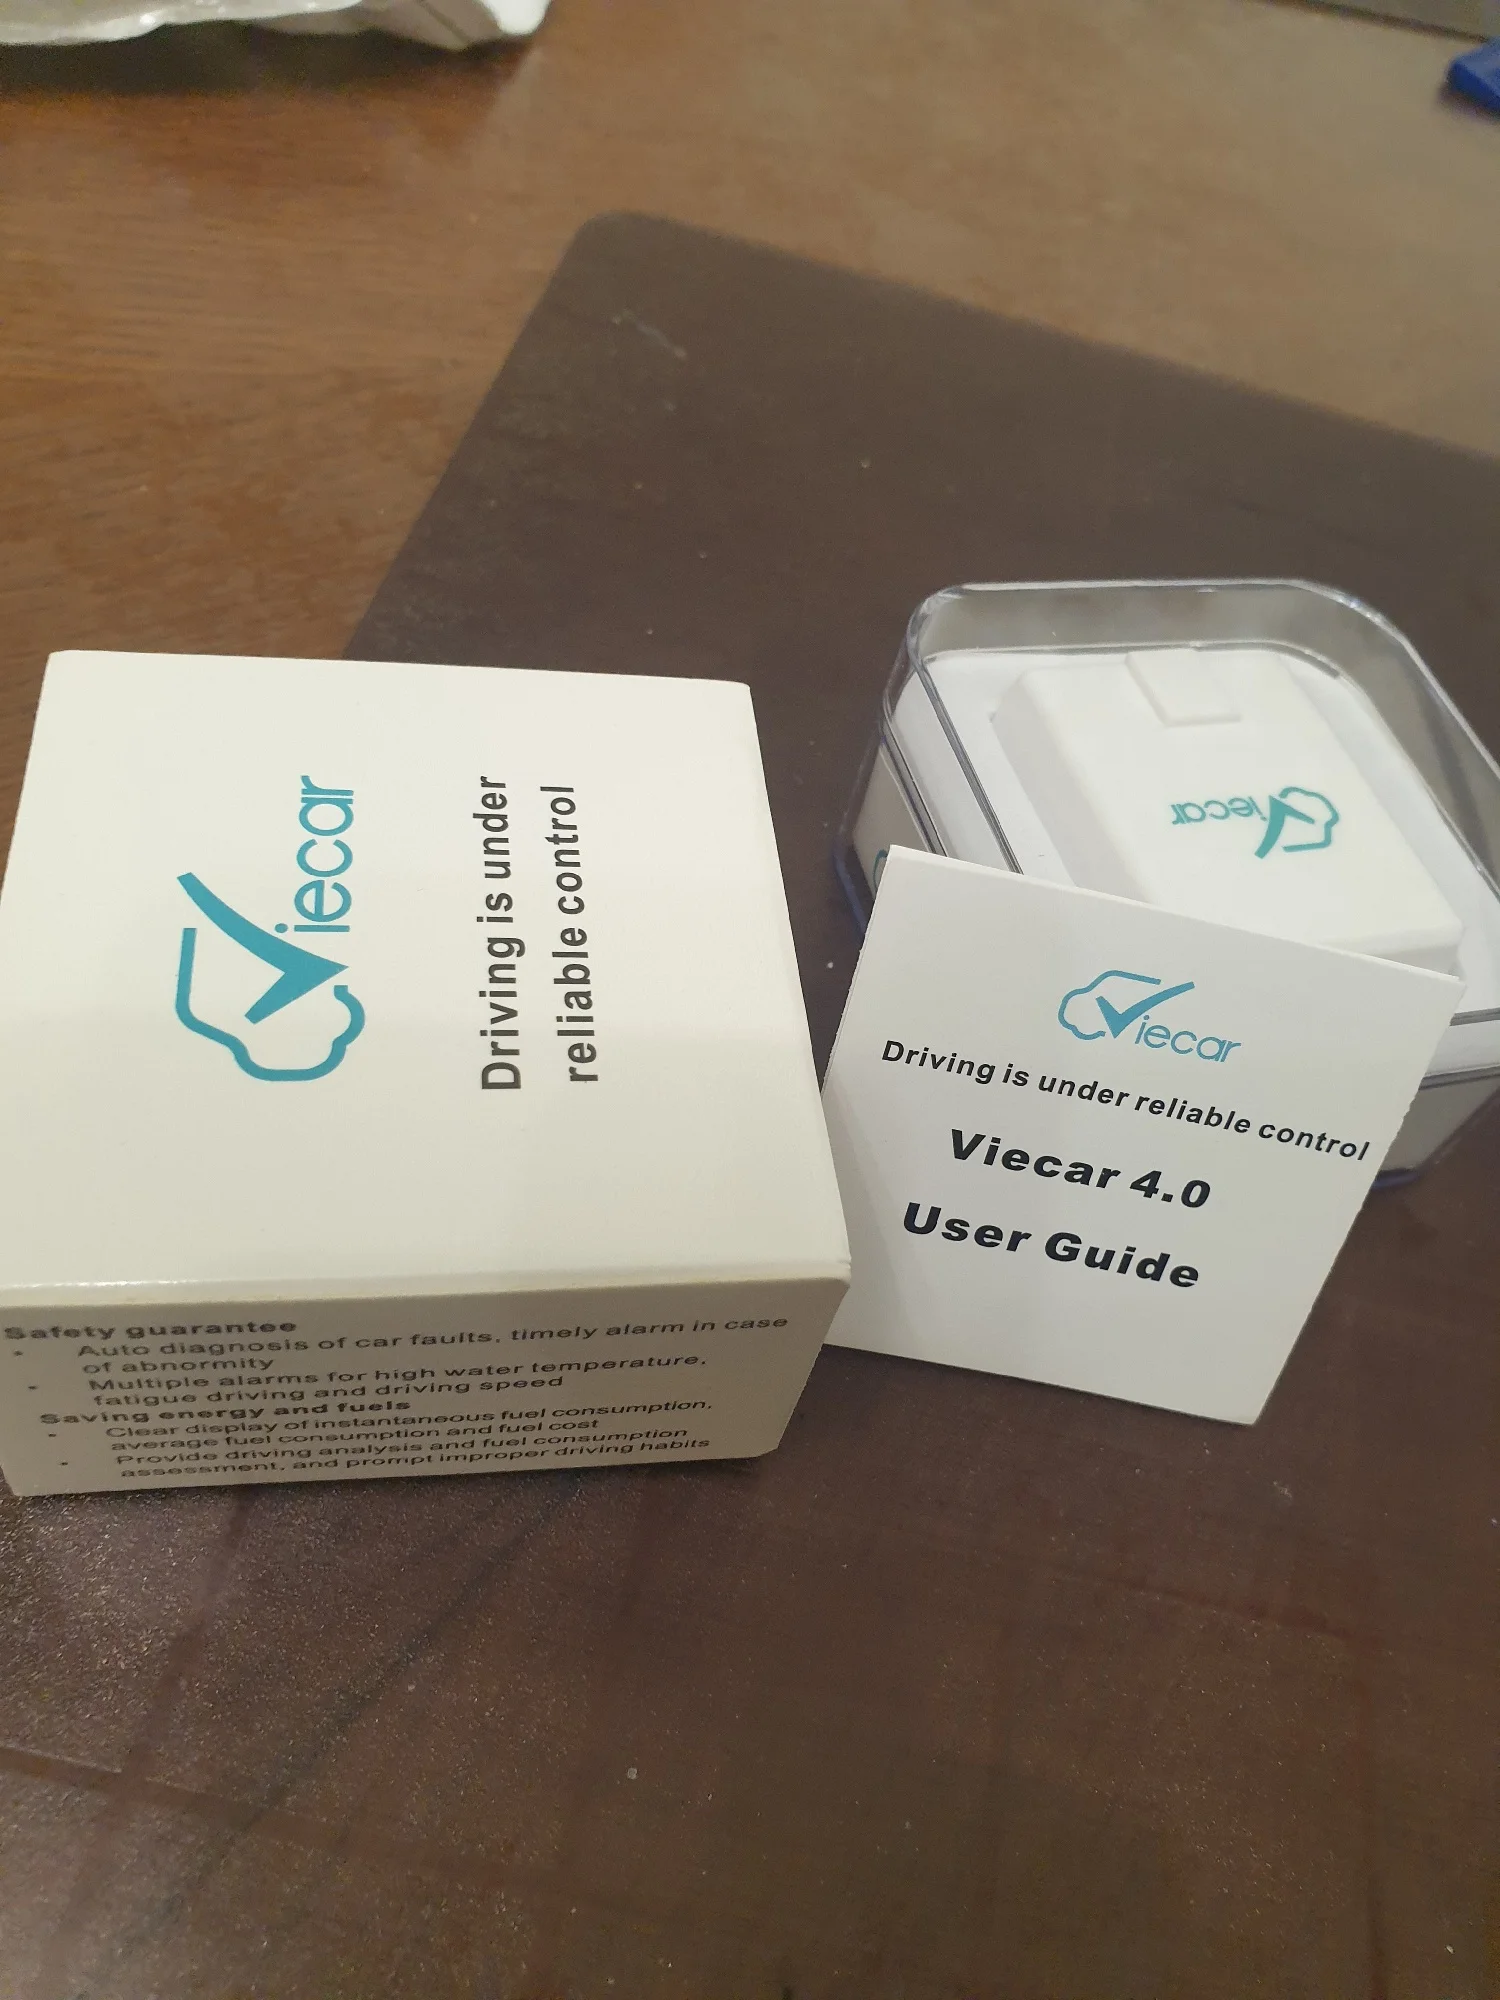 Viecar
Driving is under
reliable control
Safety guarantee
• Auto diagnosis of car faults, timely alarm in case
of abnormity
• Multiple alarms for high water temperature,
fatigue driving and driving speed
Saving energy and fuels
• Clear display of instantaneous fuel consumption,
average fuel consumption and fuel cost
• Provide driving analysis and fuel consumption
assessment, and prompt improper driving habits
Viecar
Viecar
Driving is under reliable control
Viecar 4.0
User Guide